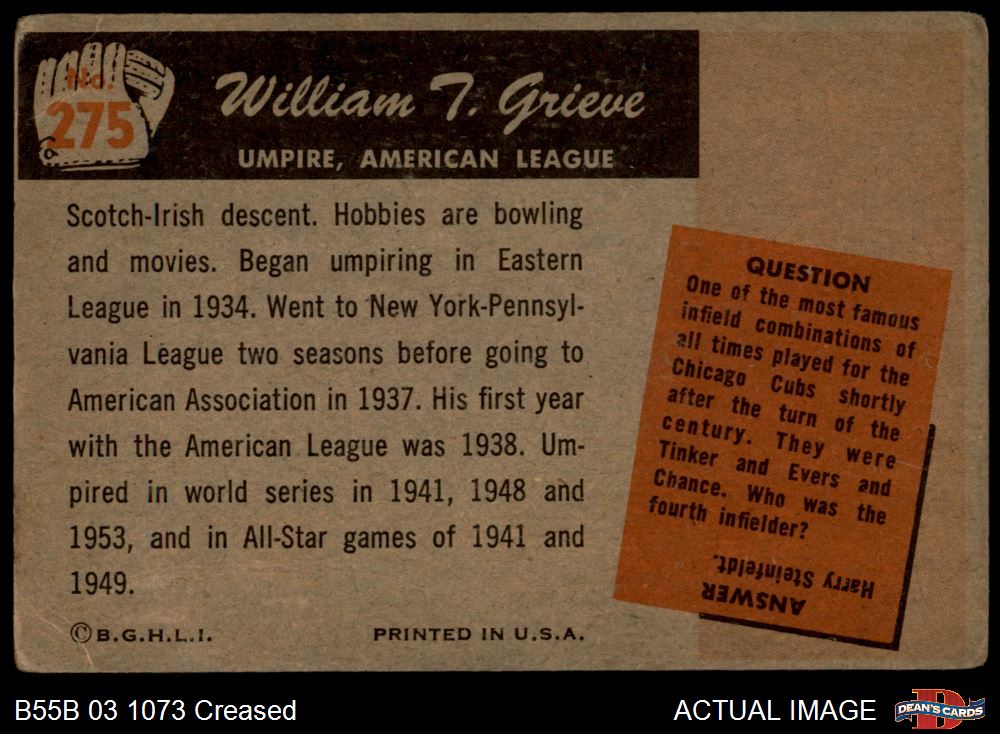 No.
275
William T. Grieve
UMPIRE, AMERICAN LEAGUE
Scotch-Irish descent. Hobbies are bowling
and movies. Began umpiring in Eastern
League in 1934. Went to New York-Pennsyl-
vania League two seasons before going to
American Association in 1937. His first year
with the American League was 1938. Um-
pired in world series in 1941, 1948 and
1953, and in All-Star games of 1941 and
1949.
©B.G.H.L.I.
PRINTED IN U.S.A.
QUESTION
One of the most famous
infield combinations of
all times played for the
Chicago Cubs shortly
after the turn of the
century. They were
Tinker and Evers and
Chance. Who was the
fourth infielder?
ANSWER
Harry Steinfeldt.
B55B 03 1073 Creased
ACTUAL IMAGE
DEAN'S CARDS